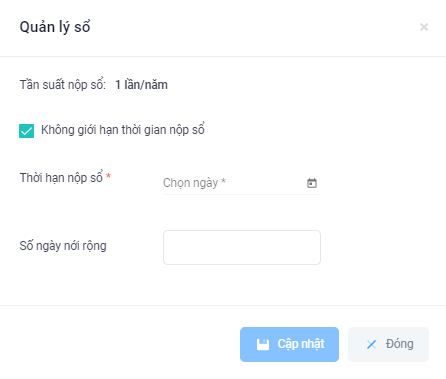 Quản lý sổ
×
Tần suất nộp sổ: 1 lần/năm
Không giới hạn thời gian nộp sổ
Thời hạn nộp sổ *
Chọn ngày *
Số ngày nới rộng
Cập nhật
Đóng